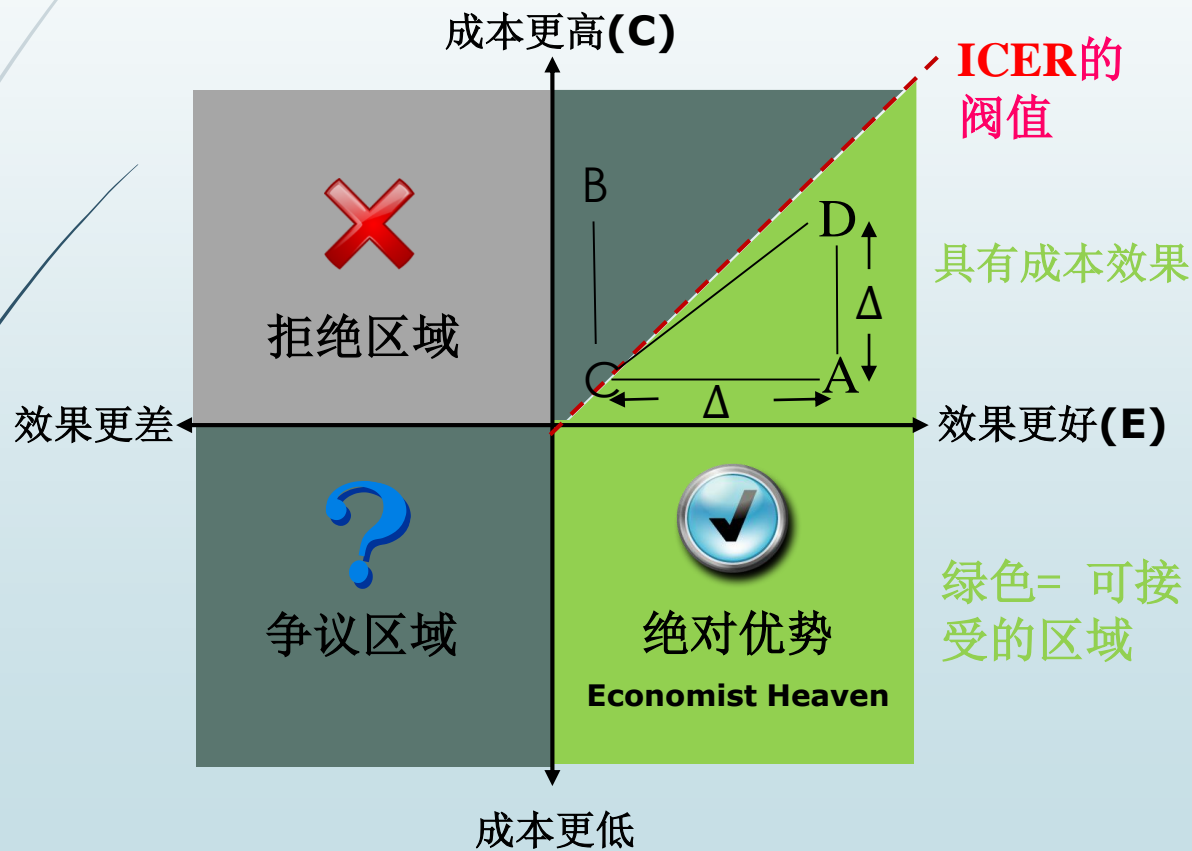 成本更高(C)
ICER的
阀值
B
D
具有成本效果
Δ
拒绝区域
C
A
Δ
效果更差
效果更好(E)
?
争议区域
绝对优势
Economist Heaven
绿色= 可接
受的区域
成本更低